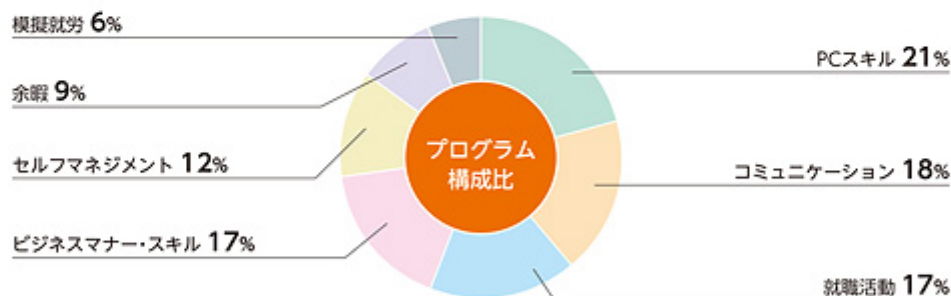 模擬就労 6%
PCスキル 21%
余暇 9%
プログラム
構成比
セルフマネジメント 12%
コミュニケーション 18%
ビジネスマナー・スキル 17%
就職活動 17%